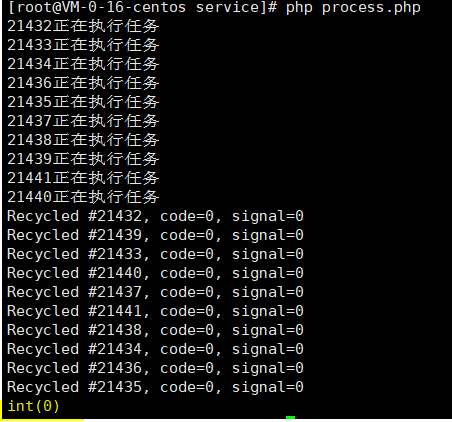 [root@VM-0-16-centos service]# php process.php
21432正在执行任务
21433正在执行任务
21434正在执行任务
21436正在执行任务
21435正在执行任务
21437正在执行任务
21438正在执行任务
21439正在执行任务
21441正在执行任务
21440正在执行任务
Recycled #21432, code=0, signal=0
Recycled #21439, code=0, signal=0
Recycled #21433, code=0, signal=0
Recycled #21440, code=0, signal=0
Recycled #21437, code=0, signal=0
Recycled #21441, code=0, signal=0
Recycled #21438, code=0, signal=0
Recycled #21434, code=0, signal=0
Recycled #21436, code=0, signal=0
Recycled #21435, code=0, signal=0
int(0)